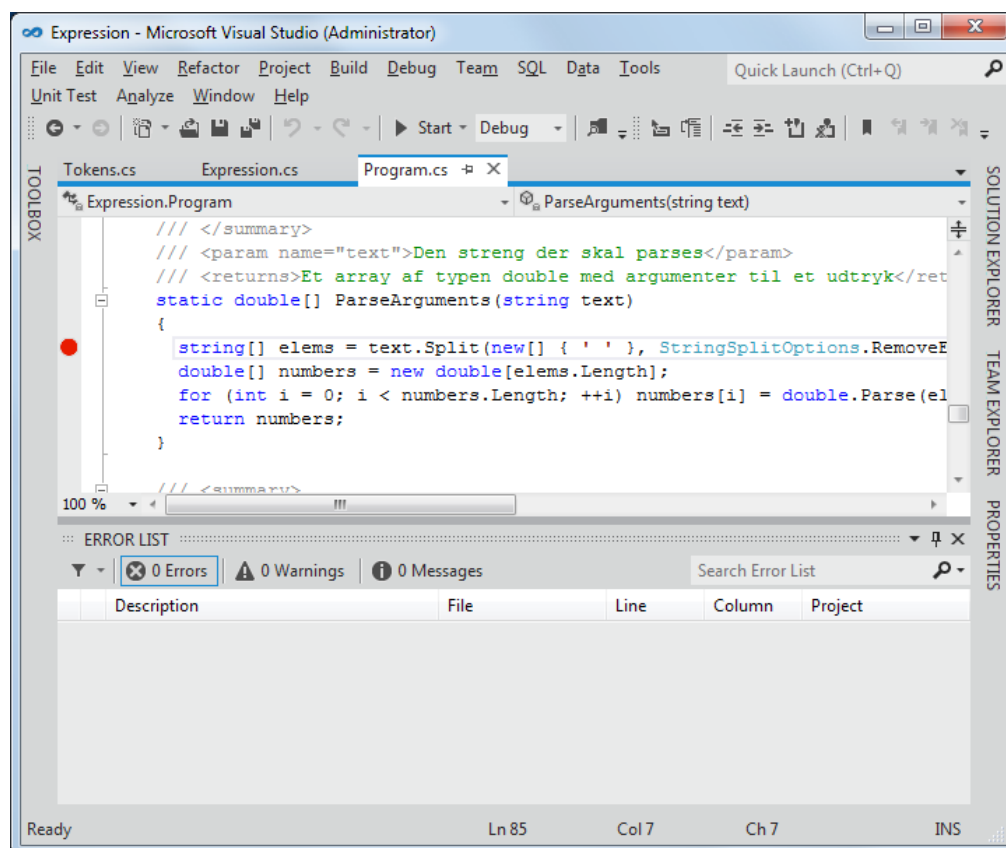 Expression - Microsoft Visual Studio (Administrator)
File Edit View Refactor Project Build Debug Team SQL Data Tools Quick Launch (Ctrl+Q)
Unit Test Analyze Window Help
Start Debug
TOOLBOX
Tokens.cs Expression.cs Program.cs
Expression.Program ParseArguments(string text)
/// </summary>
/// <param name="text">Den streng der skal parses</param>
/// <returns>Et array af typen double med argumenter til et udtryk</ret
static double[] ParseArguments(string text)
{
string[] elems = text.Split(new[] { ' ' }, StringSplitOptions.RemoveE
double[] numbers = new double[elems.Length];
for (int i = 0; i < numbers.Length; ++i) numbers[i] = double.Parse(el
return numbers;
}
/// <summary>
100 %
SOLUTION EXPLORER
TEAM EXPLORER
PROPERTIES
ERROR LIST
0 Errors 0 Warnings 0 Messages Search Error List
Description File Line Column Project
Ready Ln 85 Col 7 Ch 7 INS